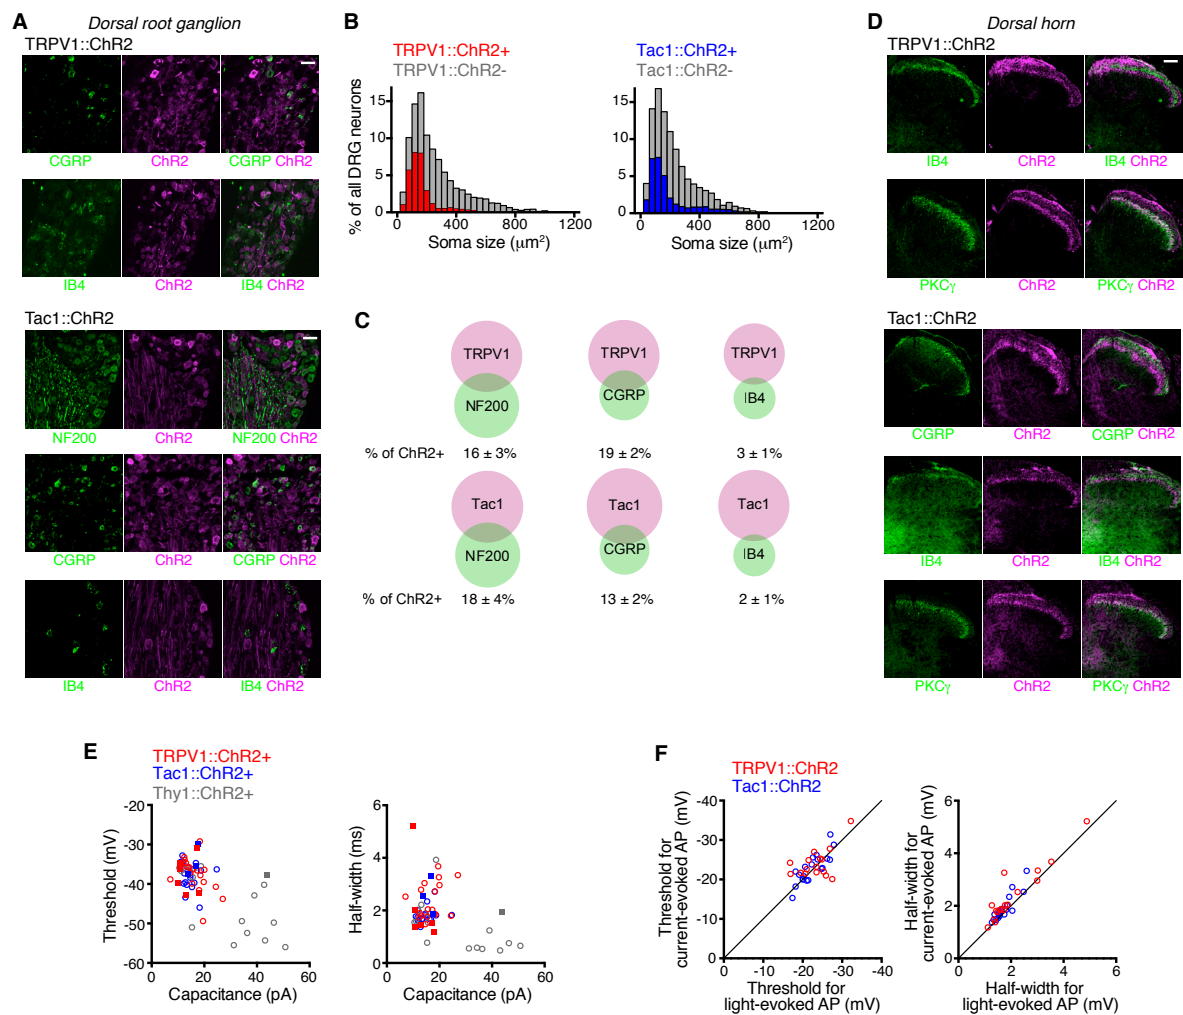 A
Dorsal root ganglion
TRPV1::ChR2
CGRP
ChR2
CGRP ChR2
IB4
ChR2
IB4 ChR2
Tac1::ChR2
NF200
ChR2
NF200 ChR2
CGRP
ChR2
CGRP ChR2
IB4
ChR2
IB4 ChR2
B
TRPV1::ChR2+
TRPV1::ChR2-
% of all DRG neurons
15
10
5
0
0
400
800
1200
Soma size (μm²)
Tac1::ChR2+
Tac1::ChR2-
15
10
5
0
0
400
800
1200
Soma size (μm²)
C
TRPV1
NF200
TRPV1
CGRP
TRPV1
IB4
% of ChR2+
16 ± 3%
19 ± 2%
3 ± 1%
Tac1
NF200
Tac1
CGRP
Tac1
IB4
% of ChR2+
18 ± 4%
13 ± 2%
2 ± 1%
D
Dorsal horn
TRPV1::ChR2
IB4
ChR2
IB4 ChR2
PKCγ
ChR2
PKCγ ChR2
Tac1::ChR2
CGRP
ChR2
CGRP ChR2
IB4
ChR2
IB4 ChR2
PKCγ
ChR2
PKCγ ChR2
E
TRPV1::ChR2+
Tac1::ChR2+
Thy1::ChR2+
Threshold (mV)
-20
-30
-40
-50
-60
0
20
40
60
Capacitance (pA)
Half-width (ms)
6
4
2
0
0
20
40
60
Capacitance (pA)
F
TRPV1::ChR2
Tac1::ChR2
Threshold for
current-evoked AP (mV)
-40
-30
-20
-10
0
0
-10
-20
-30
-40
Threshold for
light-evoked AP (mV)
Half-width for
current-evoked AP (mV)
6
4
2
0
0
2
4
6
Half-width for
light-evoked AP (mV)